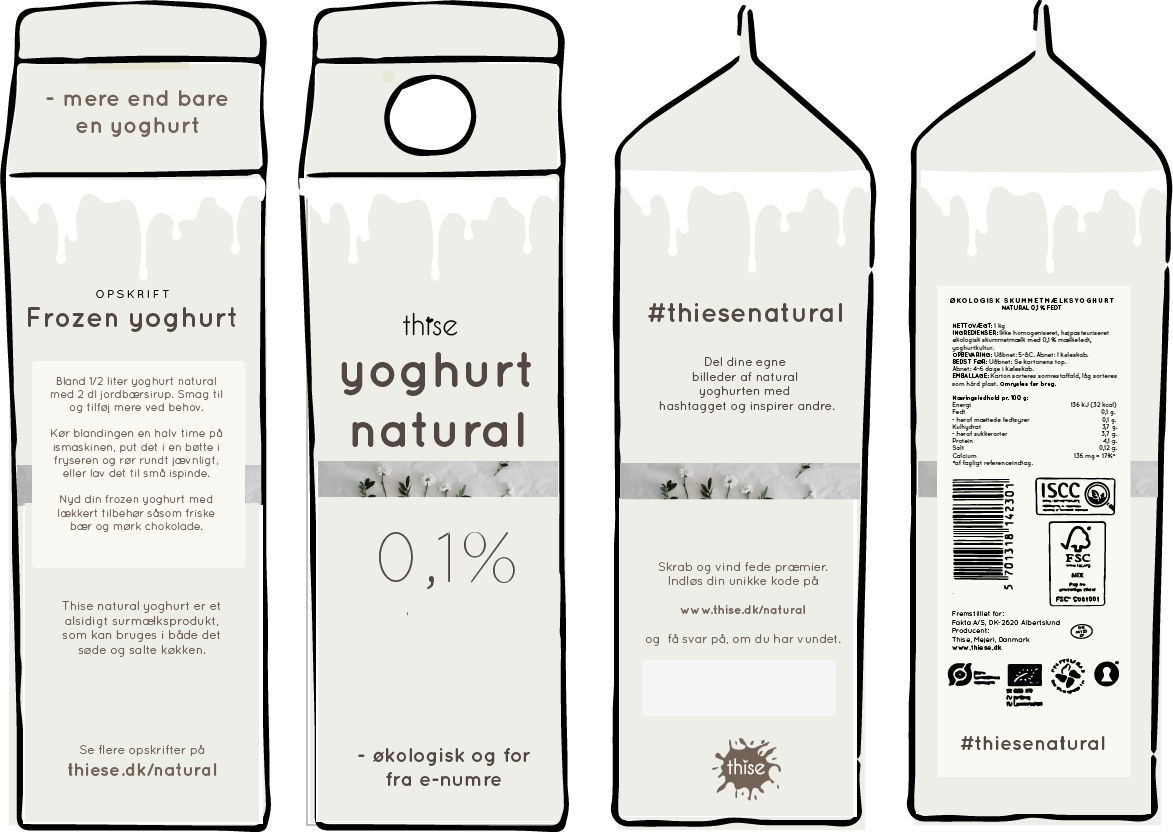 - mere end bare
en yoghurt
OPSKRIFT
Frozen yoghurt
Bland 1/2 liter yoghurt natural
med 2 dl jordbærsirup. Smag til
og tilføj mere ved behov.
Kør blandingen en halv time på
ismaskinen, put det i en bøtte i
fryseren og rør rundt jævnligt,
eller lav det til små ispinde.
Nyd din frozen yoghurt med
lækkert tilbehør såsom friske
bær og mørk chokolade.
Thise natural yoghurt er et
alsidigt surmælksprodukt,
som kan bruges i både det
søde og salte køkken.
Se flere opskrifter på
thiese.dk/natural
thise
yoghurt
natural
0,1%
- økologisk og for
fra e-numre
#thiesenatural
Del dine egne
billeder af natural
yoghurten med
hashtagget og inspirer andre.
Skrab og vind fede præmier.
Indløs din unikke kode på
www.thise.dk/natural
og få svar på, om du har vundet.
thise
ØKOLOGISK SKUMMETMÆLKSYOGHURT
NATURAL 0,1 % FEDT
NETTOVÆGT: 1 kg
INGREDIENSER: Ikke homogeniseret, højpasteuriseret
økologisk skummetmælk med 0,1 % mælkefedt,
yoghurtkultur.
OPBEVARING: Uåbnet: 5-8C. Åbnet: I køleskab.
BEDST FØR: Uåbnet: Se kartonens top.
Åbnet: 4-6 dage i køleskab.
EMBALLAGE: Karton sorteres somrestaffald, låg sorteres
som hård plast. Omrystes før brug.
Næringsindhold pr. 100 g:
Energi 136 kJ (32 kcal)
Fedt 0,1 g.
- heraf mættede fedtsyrer 0,1 g.
Kulhydrat 3,7 g.
- heraf sukkerarter 3,7 g.
Protein 4,1 g.
Salt 0,12 g.
Calcium 136 mg = 17%*
*af dagligt referenceindtag.
5 701318 142301
ISCC
FSC
MIX
FSC® C001001
Fremstillet for:
Fakta A/S, DK-2620 Albertslund
Producent:
Thise, Mejeri, Danmark
www.thiese.dk
#thiesenatural